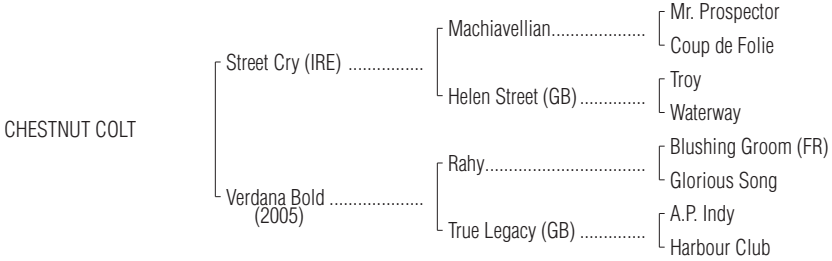 Mr. Prospector
Machiavellian.....................
Coup de Folie
Street Cry (IRE) ................
Troy
Helen Street (GB) ..............
Waterway
CHESTNUT COLT
Blushing Groom (FR)
Rahy..................................
Glorious Song
Verdana Bold ....................
(2005)
A.P. Indy
True Legacy (GB) ..............
Harbour Club